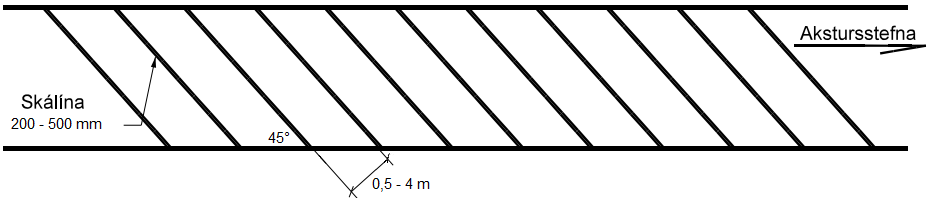 Akstursstefna
Skálína
200 - 500 mm
45°
0,5 - 4 m